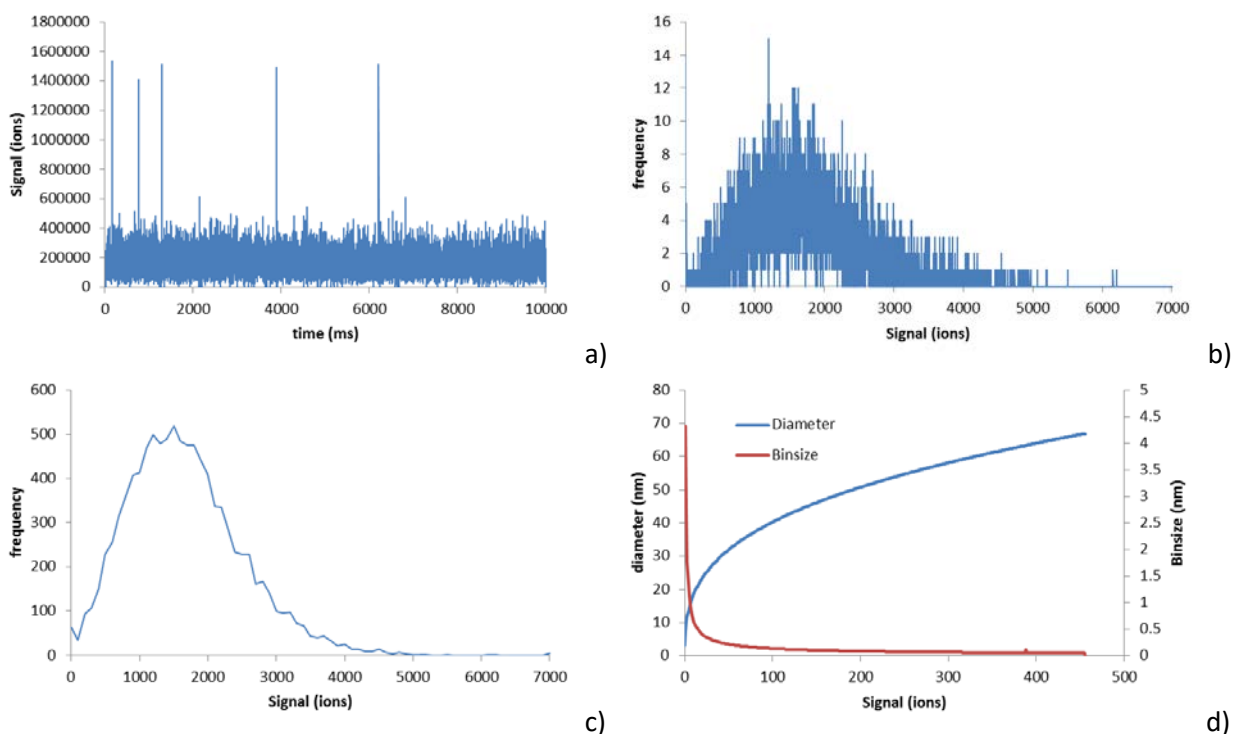 1800000
1600000
1400000
1200000
1000000
800000
600000
400000
200000
0
Signal (ions)
0 2000 4000 6000 8000 10000
time (ms)
a)
16
14
12
10
8
6
4
2
0
frequency
0 1000 2000 3000 4000 5000 6000 7000
Signal (ions)
b)
600
500
400
300
200
100
0
frequency
0 1000 2000 3000 4000 5000 6000 7000
Signal (ions)
c)
80
70
60
50
40
30
20
10
0
diameter (nm)
Diameter
Binsize
5
4.5
4
3.5
3
2.5
2
1.5
1
0.5
0
Binsize (nm)
0 100 200 300 400 500
Signal (ions)
d)